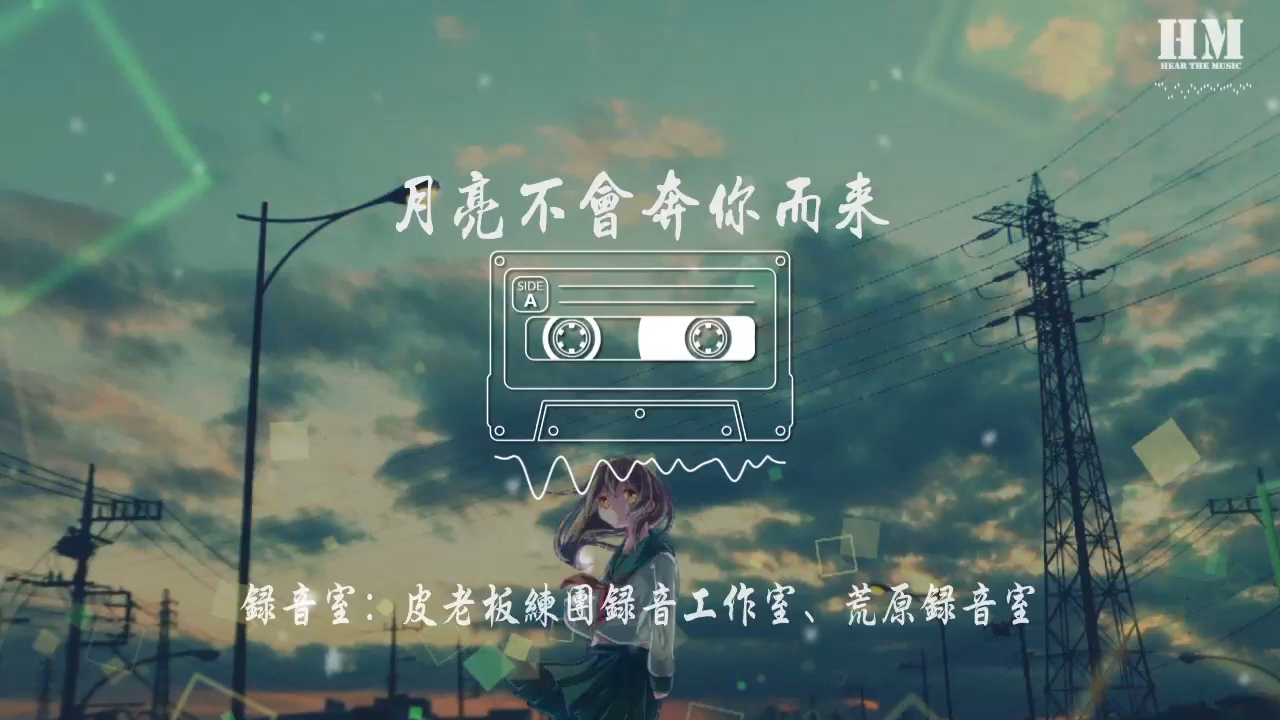 HM
HEAR THE MUSIC
月亮不會奔你而来
SIDE
A
録音室：皮老板練團録音工作室、荒原録音室